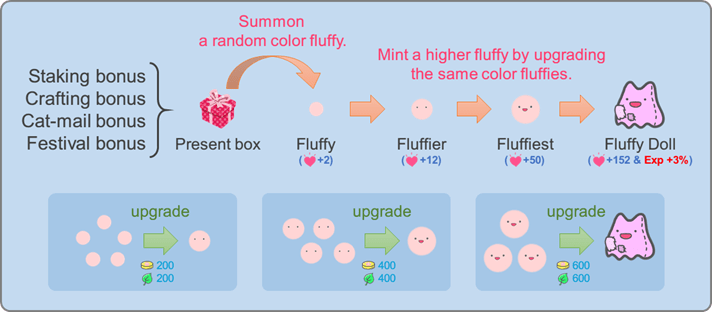 Summon
a random color fluffy.
Mint a higher fluffy by upgrading
the same color fluffies.
Staking bonus
Crafting bonus
Cat-mail bonus
Festival bonus
Present box
Fluffy
(+2)
Fluffier
(+12)
Fluffiest
(+50)
Fluffy Doll
(+152 & Exp +3%)
upgrade
200
200
upgrade
400
400
upgrade
600
600